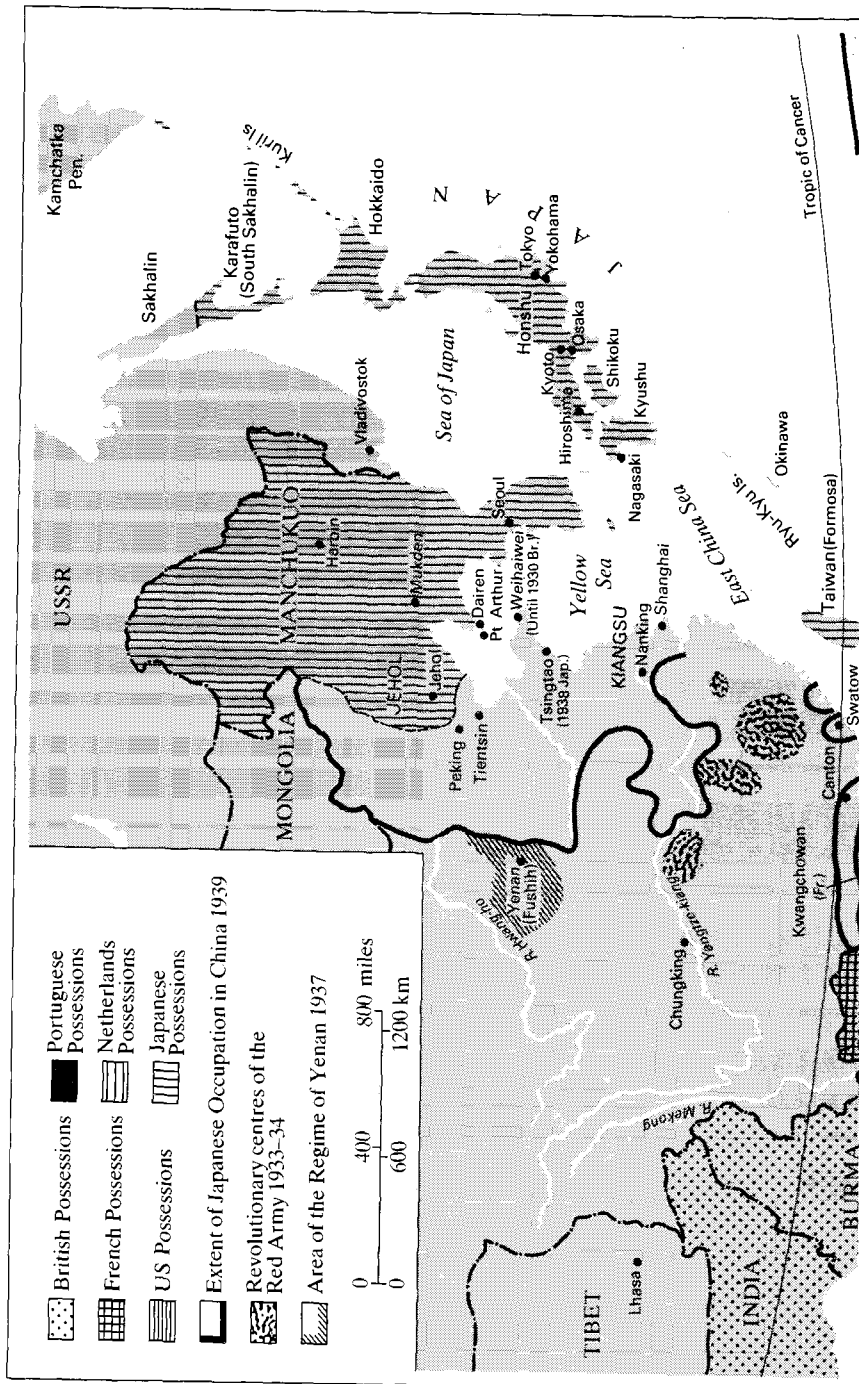 British Possessions
Portuguese
Possessions
French Possessions
Netherlands
Possessions
US Possessions
Japanese
Possessions
Extent of Japanese Occupation in China 1939
Revolutionary centres of the
Red Army 1933–34
Area of the Regime of Yenan 1937
0 400 800 miles
0 600 1200 km
USSR
Kamchatka
Pen.
Sakhalin
Karafuto
(South Sakhalin)
Kuril Is
Hokkaido
MONGOLIA
MANCHUKUO
Harbin
Vladivostok
Sea of Japan
JAPAN
JEHOL
Jehol
Mukden
Peking
Tientsin
Dairen
Pt. Arthur
Seoul
Weihaiwei
(Until 1930 Br.)
Honshu
Tokyo
Yokohama
Kyoto
Osaka
Hiroshima
Shikoku
Kyushu
Nagasaki
R. Hwang-ho
Yenan
(Fushih)
Tsingtao
(1938 Jap.)
Yellow
Sea
KIANGSU
Nanking
Shanghai
East China Sea
Ryu-Kyu Is.
Okinawa
TIBET
Lhasa
Chungking
R. Yangtze-kiang
R. Mekong
Taiwan (Formosa)
Tropic of Cancer
INDIA
BURMA
Kwangchowan
(Fr.)
Canton
Swatow